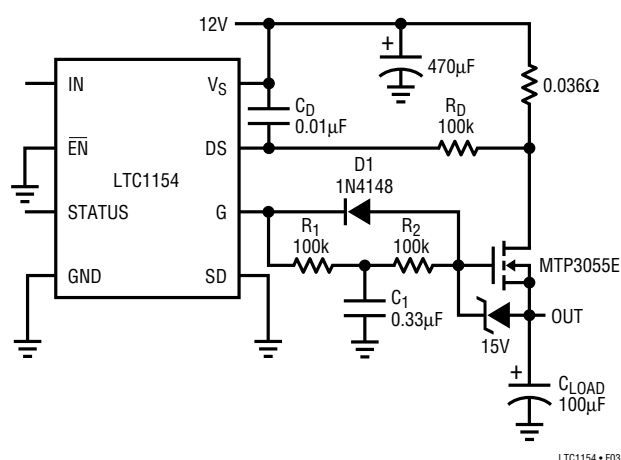 12V
+
470µF
0.036Ω
IN
VS
CD
0.01µF
RD
100k
EN
DS
D1
1N4148
LTC1154
STATUS
G
R1
100k
R2
100k
MTP3055E
GND
SD
C1
0.33µF
15V
OUT
+
CLOAD
100µF
LTC1154 • F03